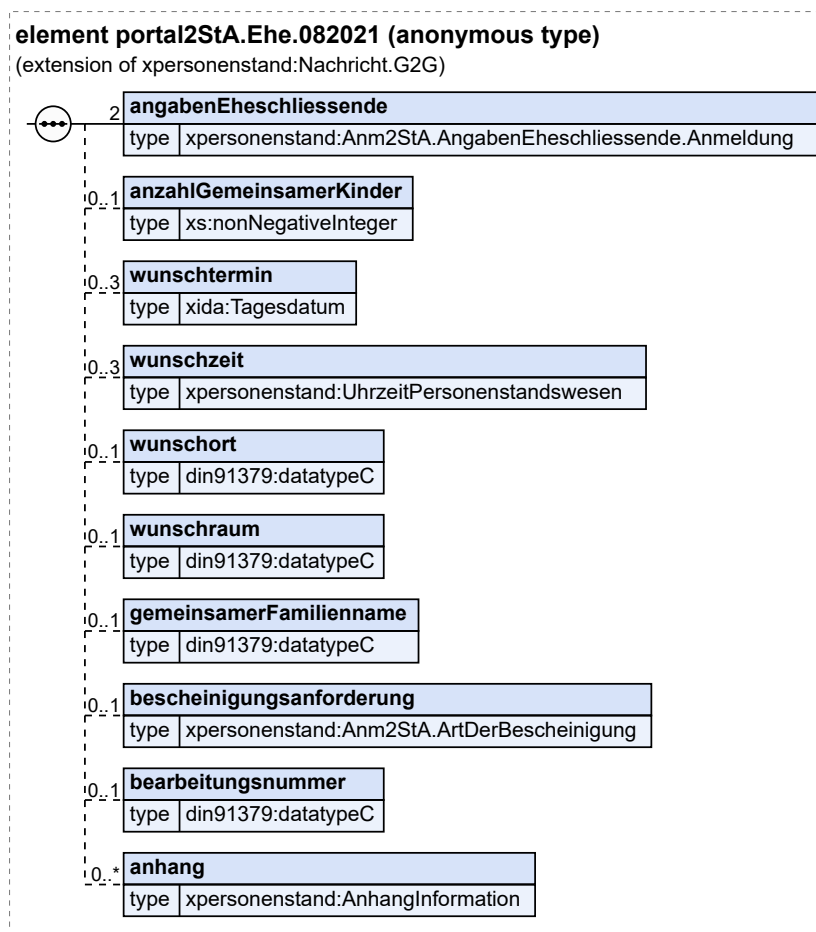 element portal2StA.Ehe.082021 (anonymous type)
(extension of xpersonenstand:Nachricht.G2G)
2 angabenEheschliessende
type xpersonenstand:Anm2StA.AngabenEheschliessende.Anmeldung
0..1 anzahlGemeinsamerKinder
type xs:nonNegativeInteger
0..3 wunschtermin
type xida:Tagesdatum
0..3 wunschzeit
type xpersonenstand:UhrzeitPersonenstandswesen
0..1 wunschort
type din91379:datatypeC
0..1 wunschraum
type din91379:datatypeC
0..1 gemeinsamerFamilienname
type din91379:datatypeC
0..1 bescheinigungsanforderung
type xpersonenstand:Anm2StA.ArtDerBescheinigung
0..1 bearbeitungsnummer
type din91379:datatypeC
0..* anhang
type xpersonenstand:AnhangInformation